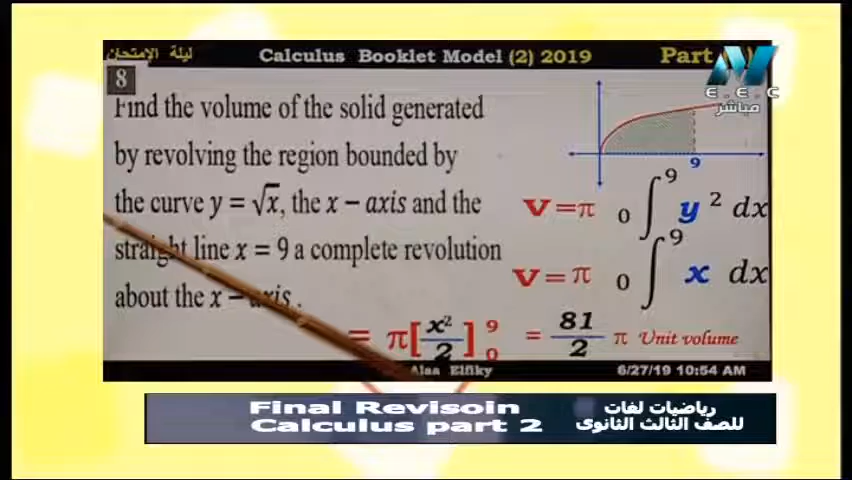 ليلة الإمتحان Calculus Booklet Model (2) 2019 Part
E.E.C
مباشر
8
Find the volume of the solid generated
by revolving the region bounded by
the curve y = √x, the x – axis and the
straight line x = 9 a complete revolution
about the x – axis .
9
V = π ₀∫⁹ y² dx
V = π ₀∫⁹ x dx
= π[x²/2]₀⁹ = 81/2 π Unit volume
Alaa Elfiky 6/27/19 10:54 AM
Final Revisoin
Calculus part 2
رياضيات لغات
للصف الثالث الثانوى